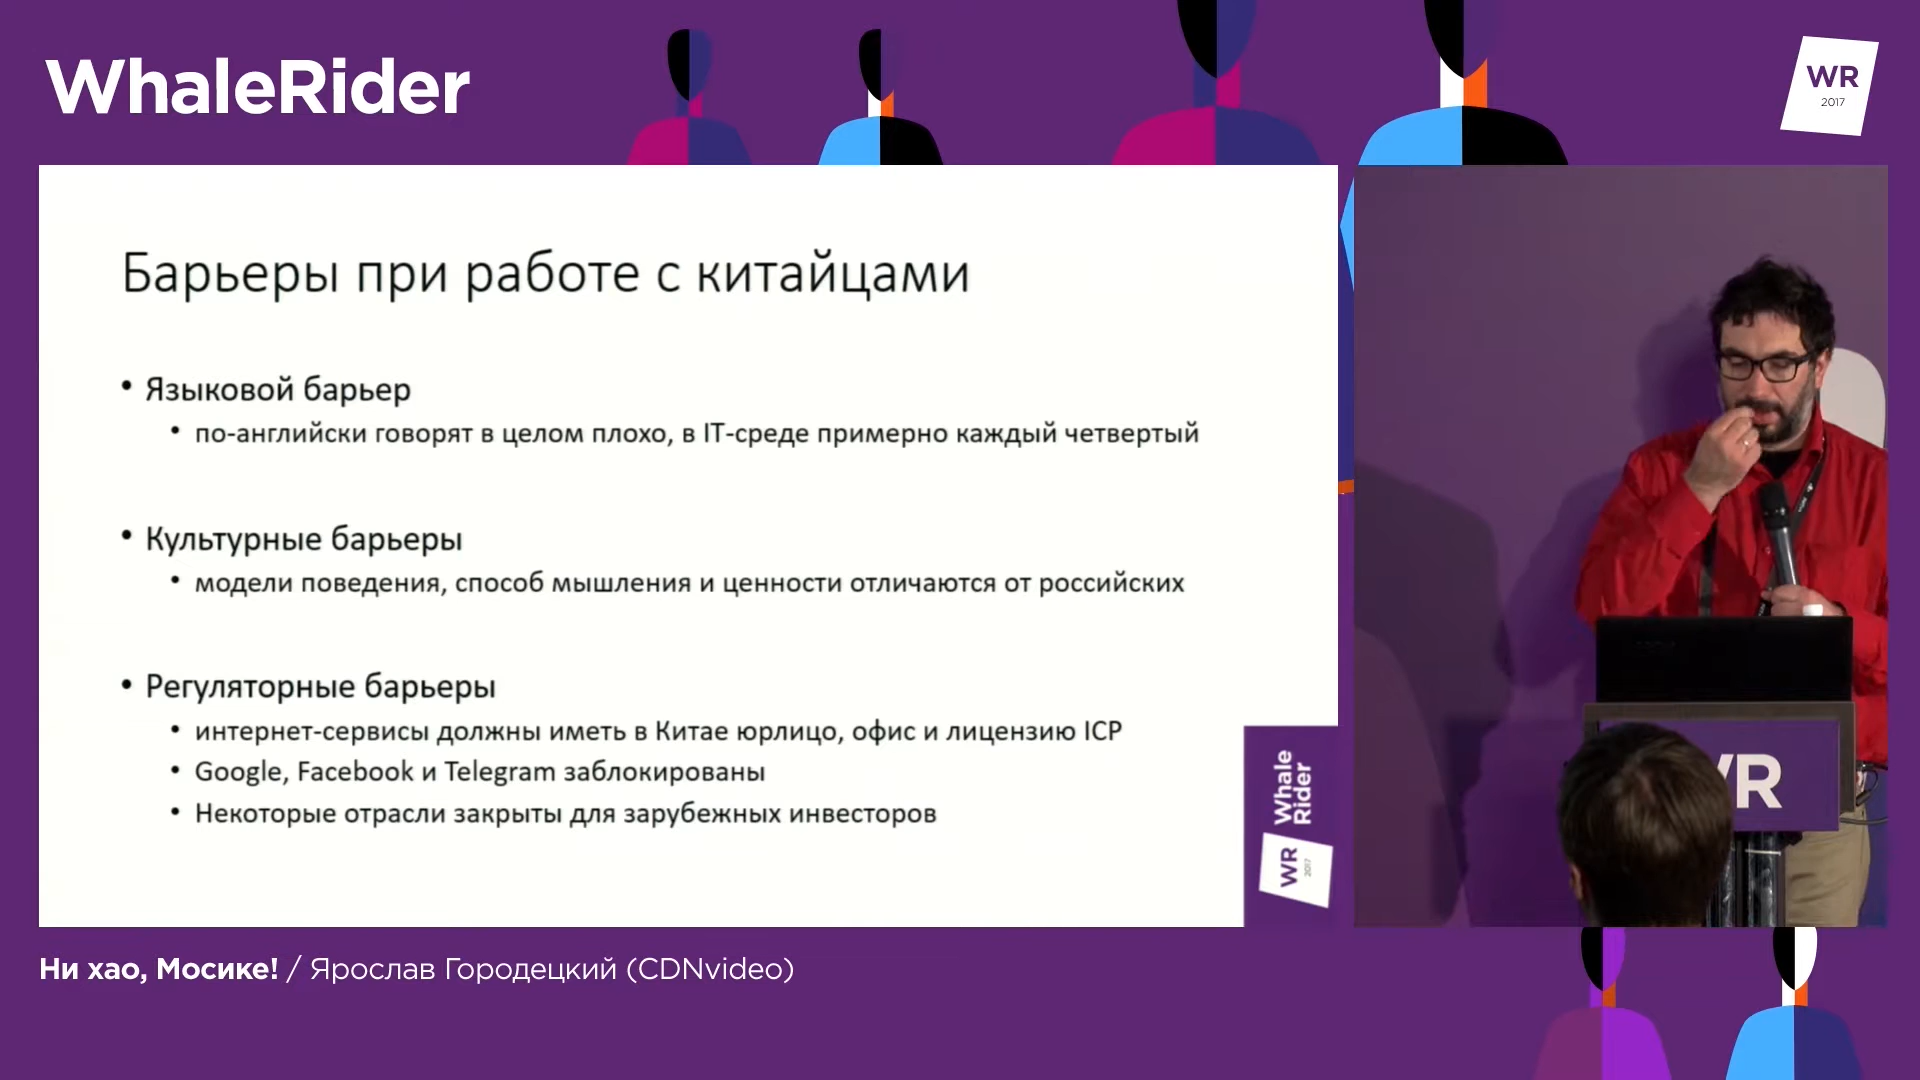 WhaleRider
WR
2017
Барьеры при работе с китайцами
• Языковой барьер
• по-английски говорят в целом плохо, в IT-среде примерно каждый четвертый
• Культурные барьеры
• модели поведения, способ мышления и ценности отличаются от российских
• Регуляторные барьеры
• интернет-сервисы должны иметь в Китае юрлицо, офис и лицензию ICP
• Google, Facebook и Telegram заблокированы
• Некоторые отрасли закрыты для зарубежных инвесторов
Whale
Rider
WR
2017
WR
Ни хао, Мосике! / Ярослав Городецкий (CDNvideo)